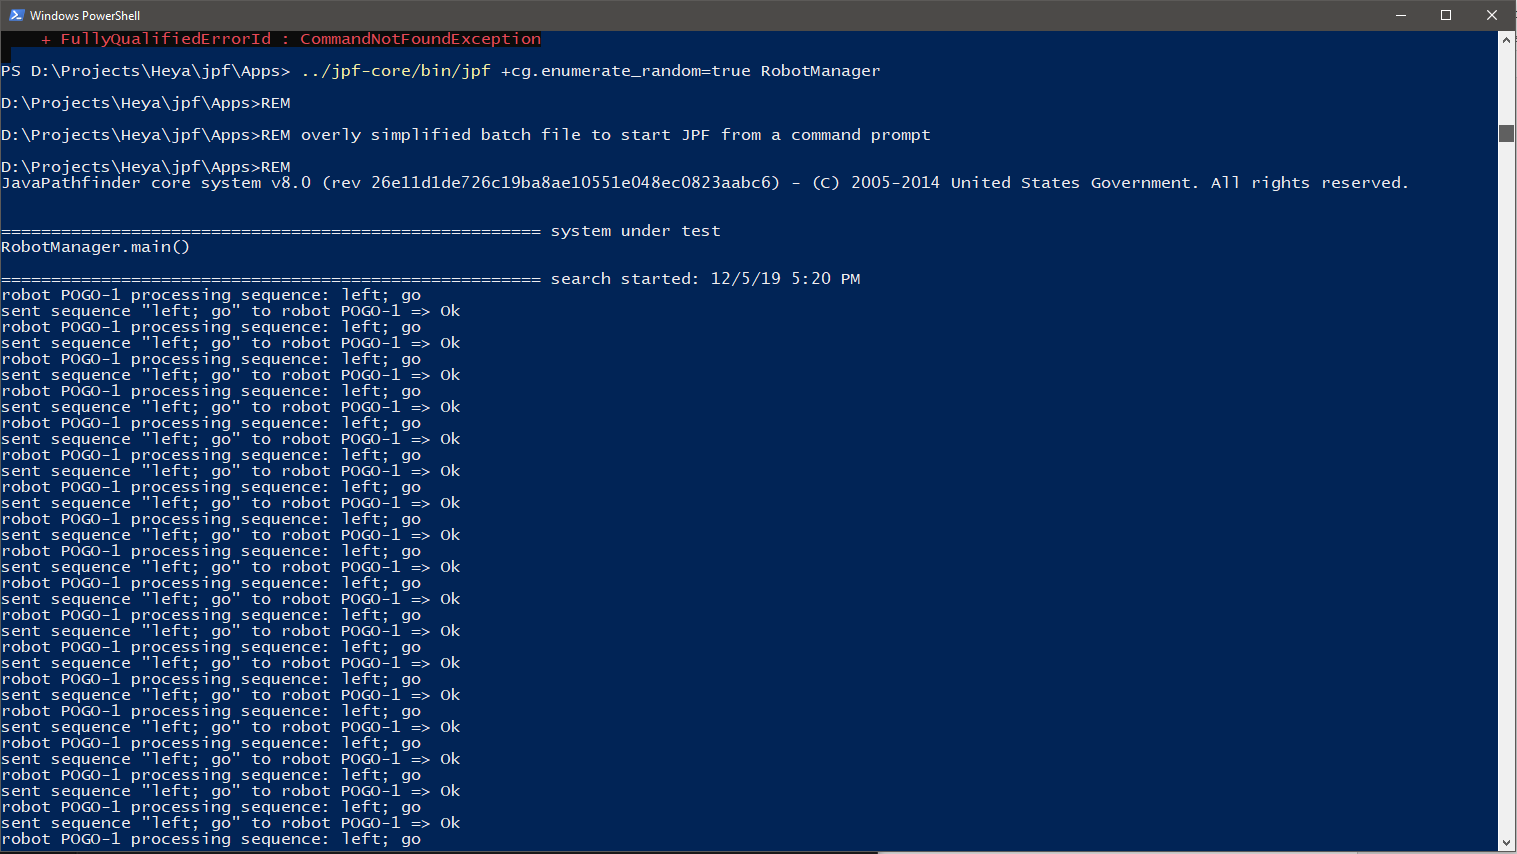 Windows PowerShell
+ FullyQualifiedErrorId : CommandNotFoundException
PS D:\Projects\Heya\jpf\Apps> ../jpf-core/bin/jpf +cg.enumerate_random=true RobotManager
D:\Projects\Heya\jpf\Apps>REM
D:\Projects\Heya\jpf\Apps>REM overly simplified batch file to start JPF from a command prompt
D:\Projects\Heya\jpf\Apps>REM
JavaPathfinder core system v8.0 (rev 26e11d1de726c19ba8ae10551e048ec0823aabc6) - (C) 2005-2014 United States Government. All rights reserved.
====================================================== system under test
RobotManager.main()
====================================================== search started: 12/5/19 5:20 PM
robot POGO-1 processing sequence: left; go
sent sequence "left; go" to robot POGO-1 => Ok
robot POGO-1 processing sequence: left; go
sent sequence "left; go" to robot POGO-1 => Ok
robot POGO-1 processing sequence: left; go
sent sequence "left; go" to robot POGO-1 => Ok
robot POGO-1 processing sequence: left; go
sent sequence "left; go" to robot POGO-1 => Ok
robot POGO-1 processing sequence: left; go
sent sequence "left; go" to robot POGO-1 => Ok
robot POGO-1 processing sequence: left; go
sent sequence "left; go" to robot POGO-1 => Ok
robot POGO-1 processing sequence: left; go
sent sequence "left; go" to robot POGO-1 => Ok
robot POGO-1 processing sequence: left; go
sent sequence "left; go" to robot POGO-1 => Ok
robot POGO-1 processing sequence: left; go
sent sequence "left; go" to robot POGO-1 => Ok
robot POGO-1 processing sequence: left; go
sent sequence "left; go" to robot POGO-1 => Ok
robot POGO-1 processing sequence: left; go
sent sequence "left; go" to robot POGO-1 => Ok
robot POGO-1 processing sequence: left; go
sent sequence "left; go" to robot POGO-1 => Ok
robot POGO-1 processing sequence: left; go
sent sequence "left; go" to robot POGO-1 => Ok
robot POGO-1 processing sequence: left; go
sent sequence "left; go" to robot POGO-1 => Ok
robot POGO-1 processing sequence: left; go
sent sequence "left; go" to robot POGO-1 => Ok
robot POGO-1 processing sequence: left; go
sent sequence "left; go" to robot POGO-1 => Ok
robot POGO-1 processing sequence: left; go
sent sequence "left; go" to robot POGO-1 => Ok
robot POGO-1 processing sequence: left; go